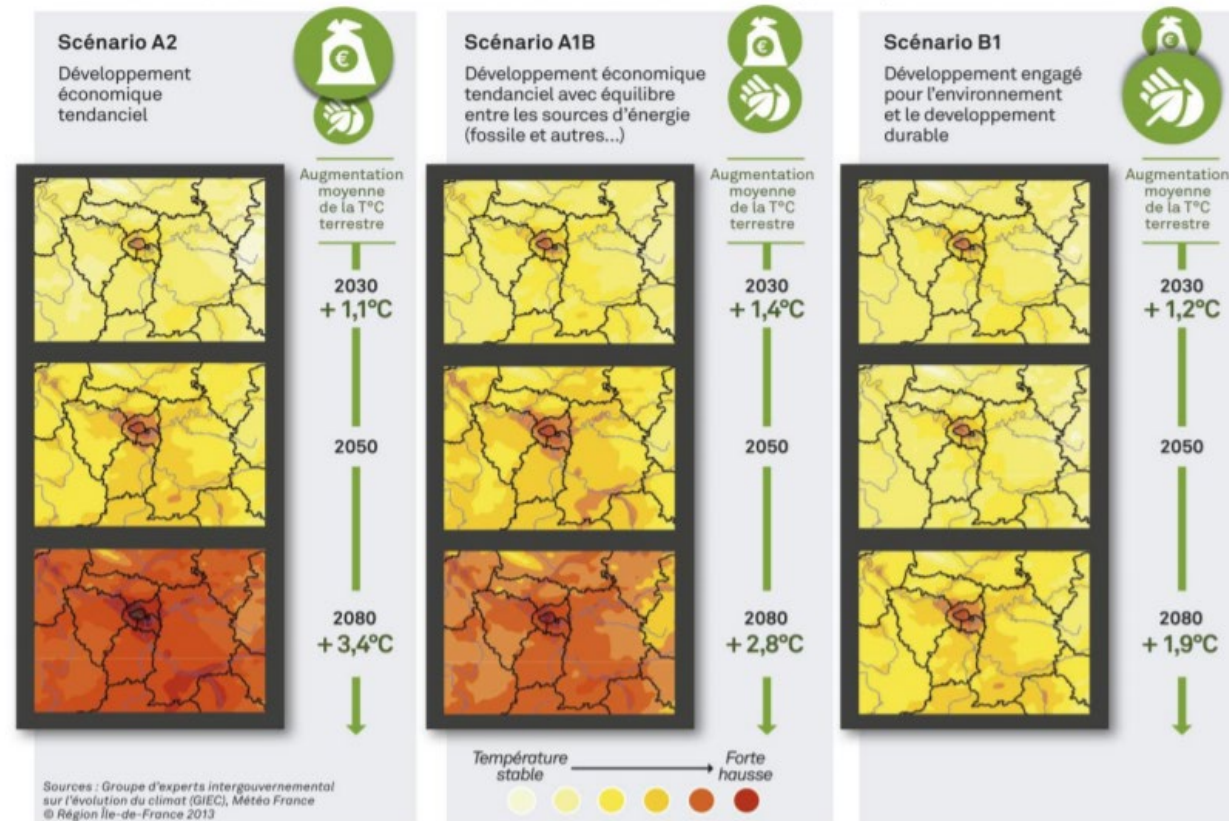 Scénario A2
Développement
économique
tendanciel
€
Augmentation
moyenne
de la T°C
terrestre
2030
+ 1,1°C
2050
2080
+ 3,4°C
Scénario A1B
Développement économique
tendanciel avec équilibre
entre les sources d'énergie
(fossile et autres...)
€
Augmentation
moyenne
de la T°C
terrestre
2030
+ 1,4°C
2050
2080
+ 2,8°C
Scénario B1
Développement engagé
pour l'environnement
et le developpement
durable
€
Augmentation
moyenne
de la T°C
terrestre
2030
+ 1,2°C
2050
2080
+ 1,9°C
Température
stable
Forte
hausse
Sources : Groupe d'experts intergouvernemental
sur l'évolution du climat (GIEC), Météo France
© Région Île-de-France 2013